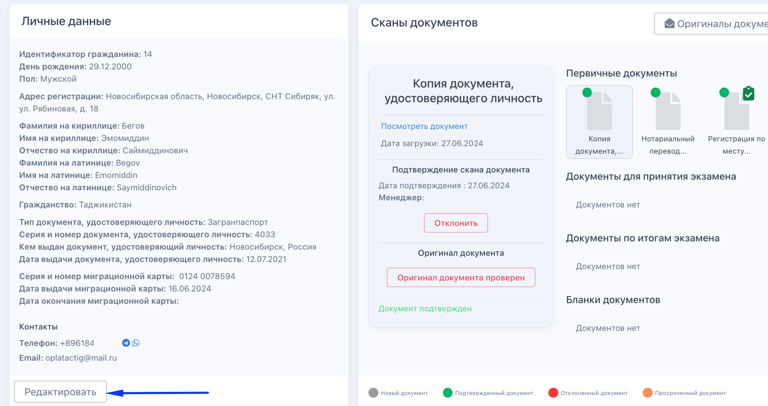 Личные данные
Идентификатор гражданина: 14
День рождения: 29.12.2000
Пол: Мужской
Адрес регистрации: Новосибирская область, Новосибирск, СНТ Сибиряк, ул.
ул. Рябиновая, д. 18
Фамилия на кириллице: Бегов
Имя на кириллице: Эмомиддин
Отчество на кириллице: Саймиддинович
Фамилия на латинице: Begov
Имя на латинице: Emomiddin
Отчество на латинице: Saymiddinovich
Гражданство: Таджикистан
Тип документа, удостоверяющего личность: Загранпаспорт
Серия и номер документа, удостоверяющего личность: 4033
Кем выдан документ, удостоверяющий личность: Новосибирск, Россия
Дата выдачи документа, удостоверяющего личность: 12.07.2021
Серия и номер миграционной карты: 0124 0078594
Дата выдачи миграционной карты: 16.06.2024
Дата окончания миграционной карты:
Контакты
Телефон: +896184
Email: oplatactig@mail.ru
Редактировать
Сканы документов
Оригиналы докуме
Копия документа,
удостоверяющего личность
Посмотреть документ
Дата загрузки: 27.06.2024
Подтверждение скана документа
Дата подтверждения : 27.06.2024
Менеджер:
Отклонить
Оригинал документа
Оригинал документа проверен
Документ подтвержден
Первичные документы
Копия
документа,...
Нотариальный
перевод...
Регистрация по
месту...
Документы для принятия экзамена
Документов нет
Документы по итогам экзамена
Документов нет
Бланки документов
Документов нет
Новый документ
Подтвержденный документ
Отклоненный документ
Просроченный документ